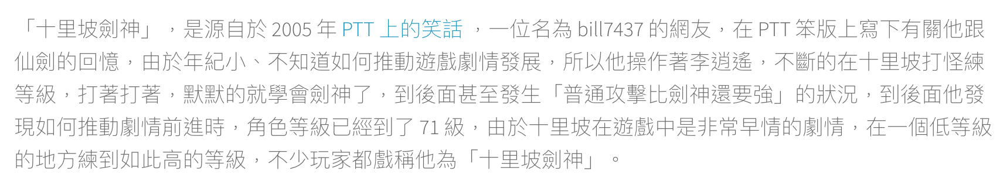 「十里坡劍神」，是源自於 2005 年 PTT 上的笑話 ，一位名為 bill7437 的網友，在 PTT 笨版上寫下有關他跟
仙劍的回憶，由於年紀小、不知道如何推動遊戲劇情發展，所以他操作著李逍遙，不斷的在十里坡打怪練
等級，打著打著，默默的就學會劍神了，到後面甚至發生「普通攻擊比劍神還要強」的狀況，到後面他發
現如何推動劇情前進時，角色等級已經到了 71 級，由於十里坡在遊戲中是非常早情的劇情，在一個低等級
的地方練到如此高的等級，不少玩家都戲稱他為「十里坡劍神」。